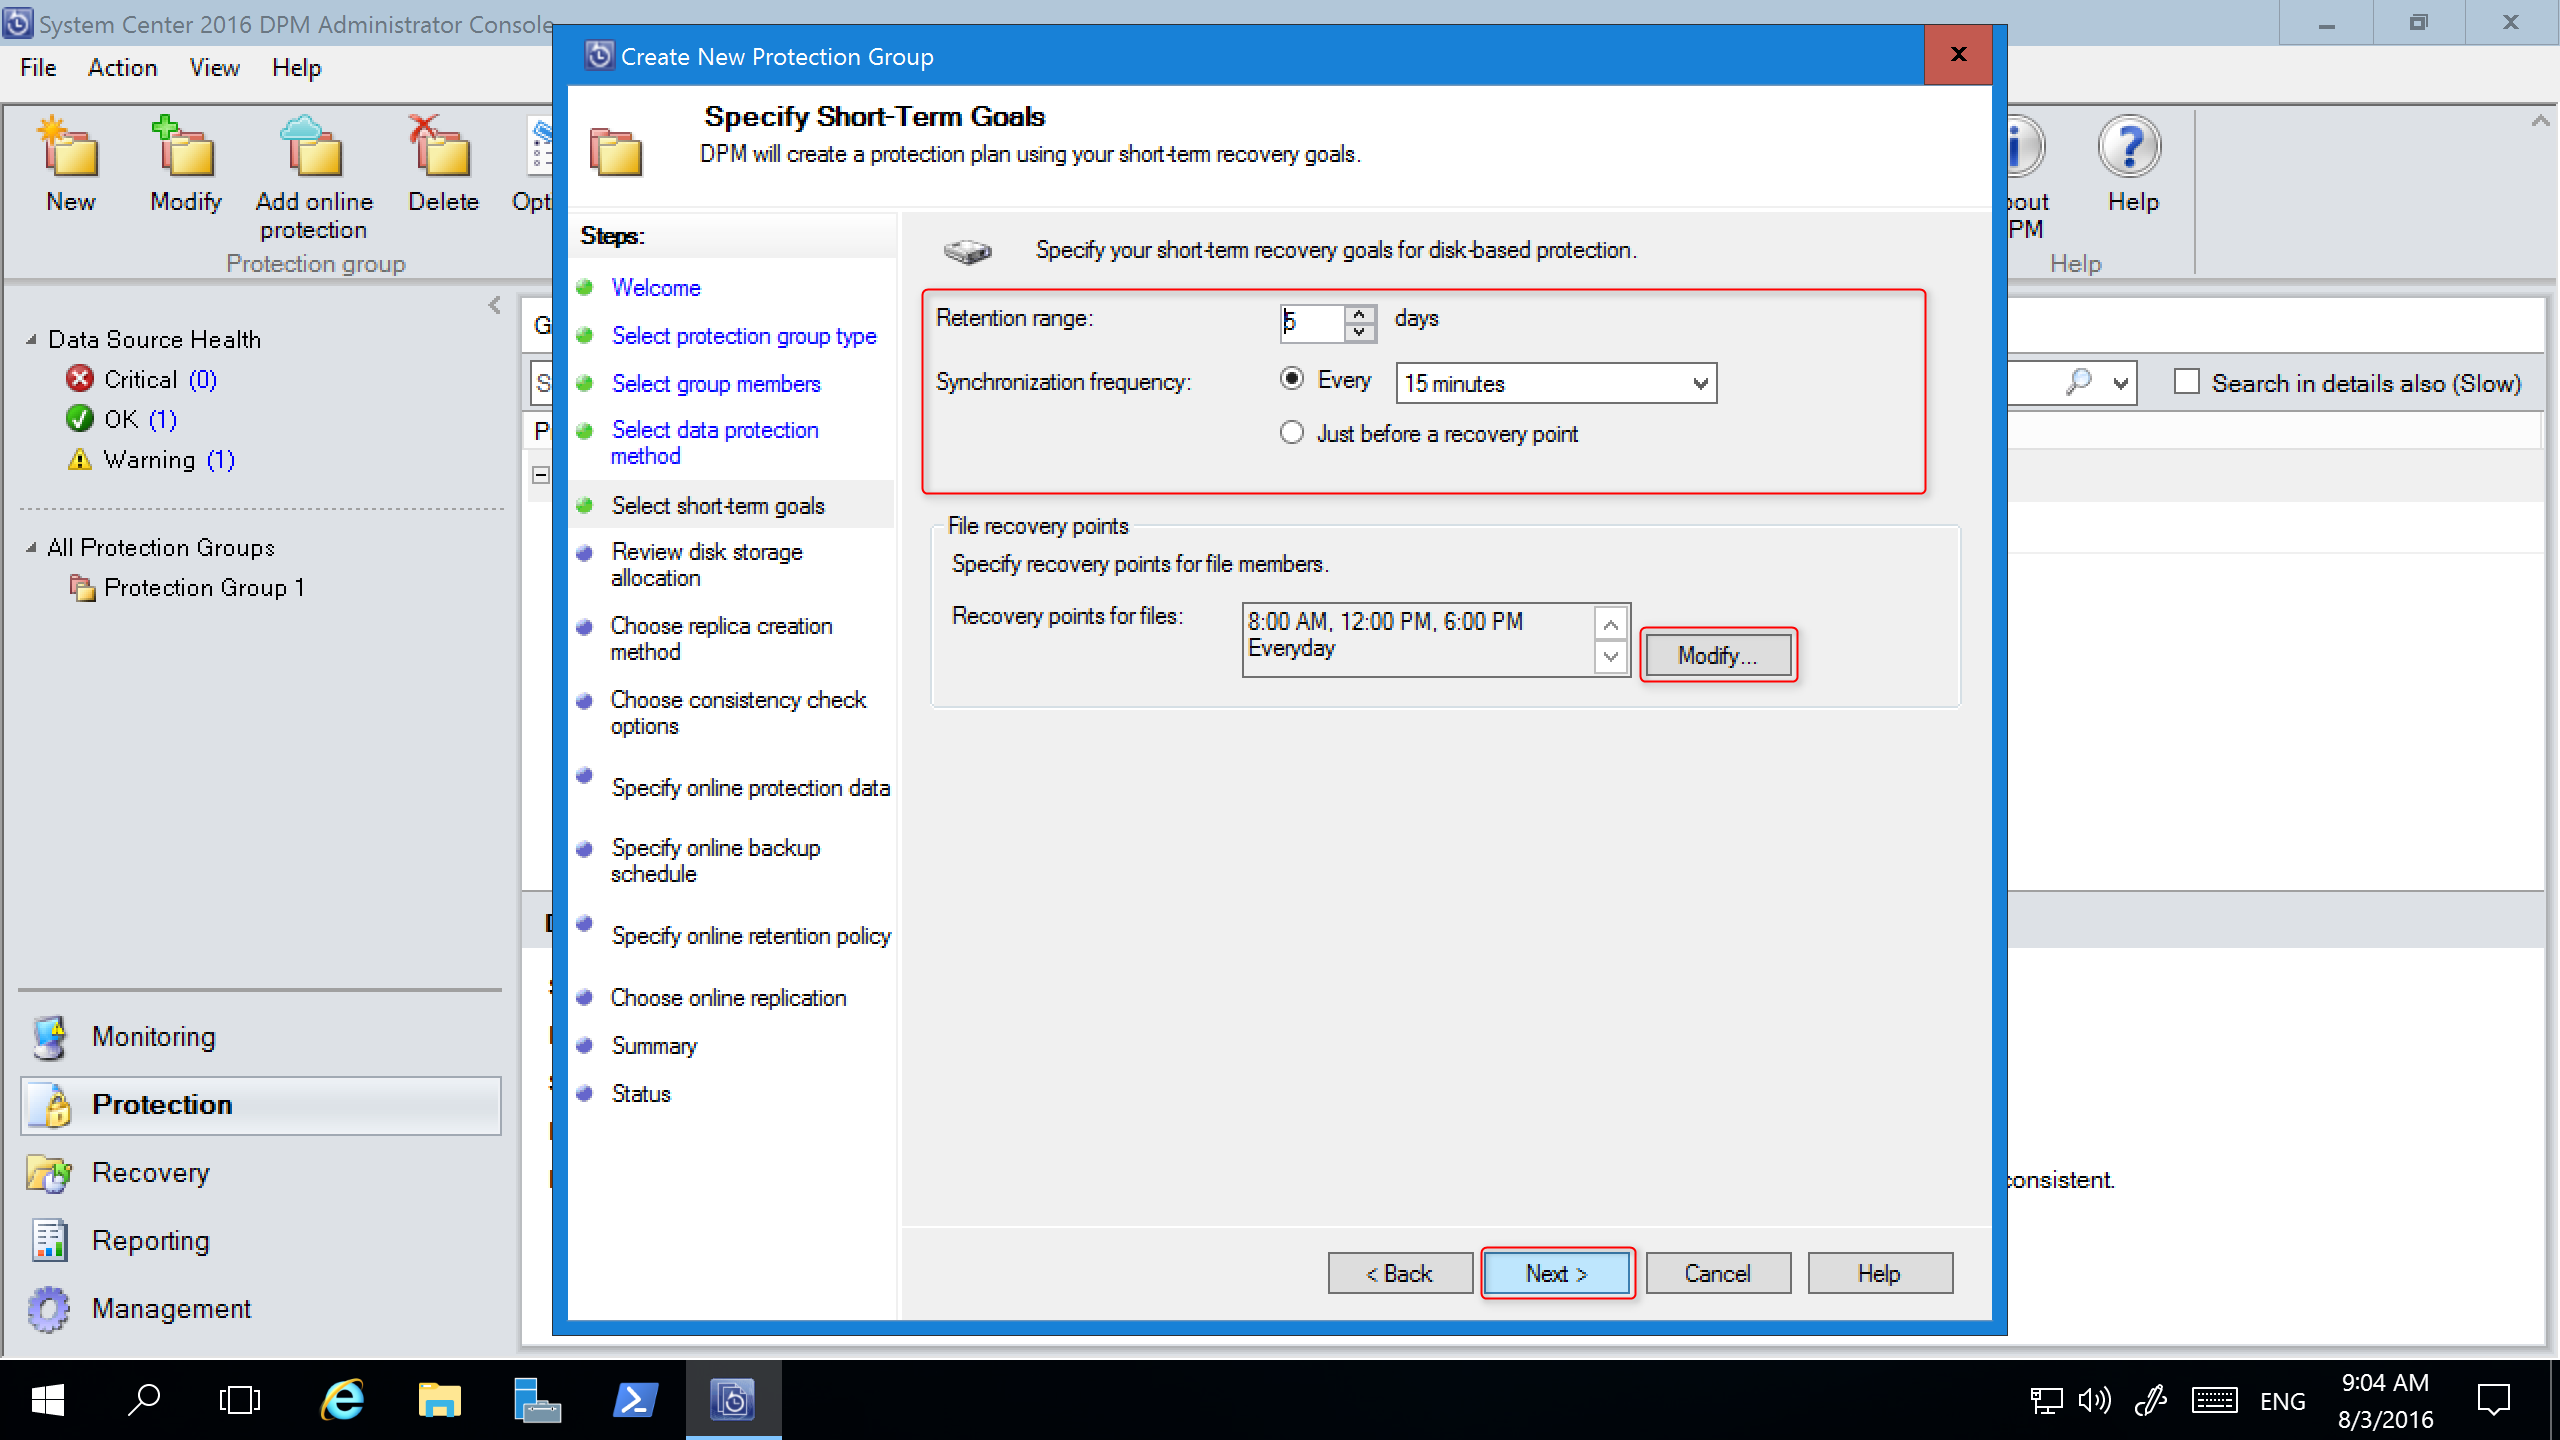 System Center 2016 DPM Administrator Console
File Action View Help
New
Modify
Add online
protection
Delete
Protection group
Help
Help
Data Source Health
Critical (0)
OK (1)
Warning (1)
All Protection Groups
Protection Group 1
Monitoring
Protection
Recovery
Reporting
Management
Create New Protection Group
x
Specify Short-Term Goals
DPM will create a protection plan using your short-term recovery goals.
Steps:
Welcome
Select protection group type
Select group members
Select data protection
method
Select short-term goals
Review disk storage
allocation
Choose replica creation
method
Choose consistency check
options
Specify online protection data
Specify online backup
schedule
Specify online retention policy
Choose online replication
Summary
Status
Specify your short-term recovery goals for disk-based protection.
Retention range: 5 days
Synchronization frequency: Every 15 minutes
Just before a recovery point
File recovery points
Specify recovery points for file members.
Recovery points for files: 8:00 AM, 12:00 PM, 6:00 PM
Everyday
Modify...
< Back Next > Cancel Help
Search in details also (Slow)
consistent.
ENG
9:04 AM
8/3/2016